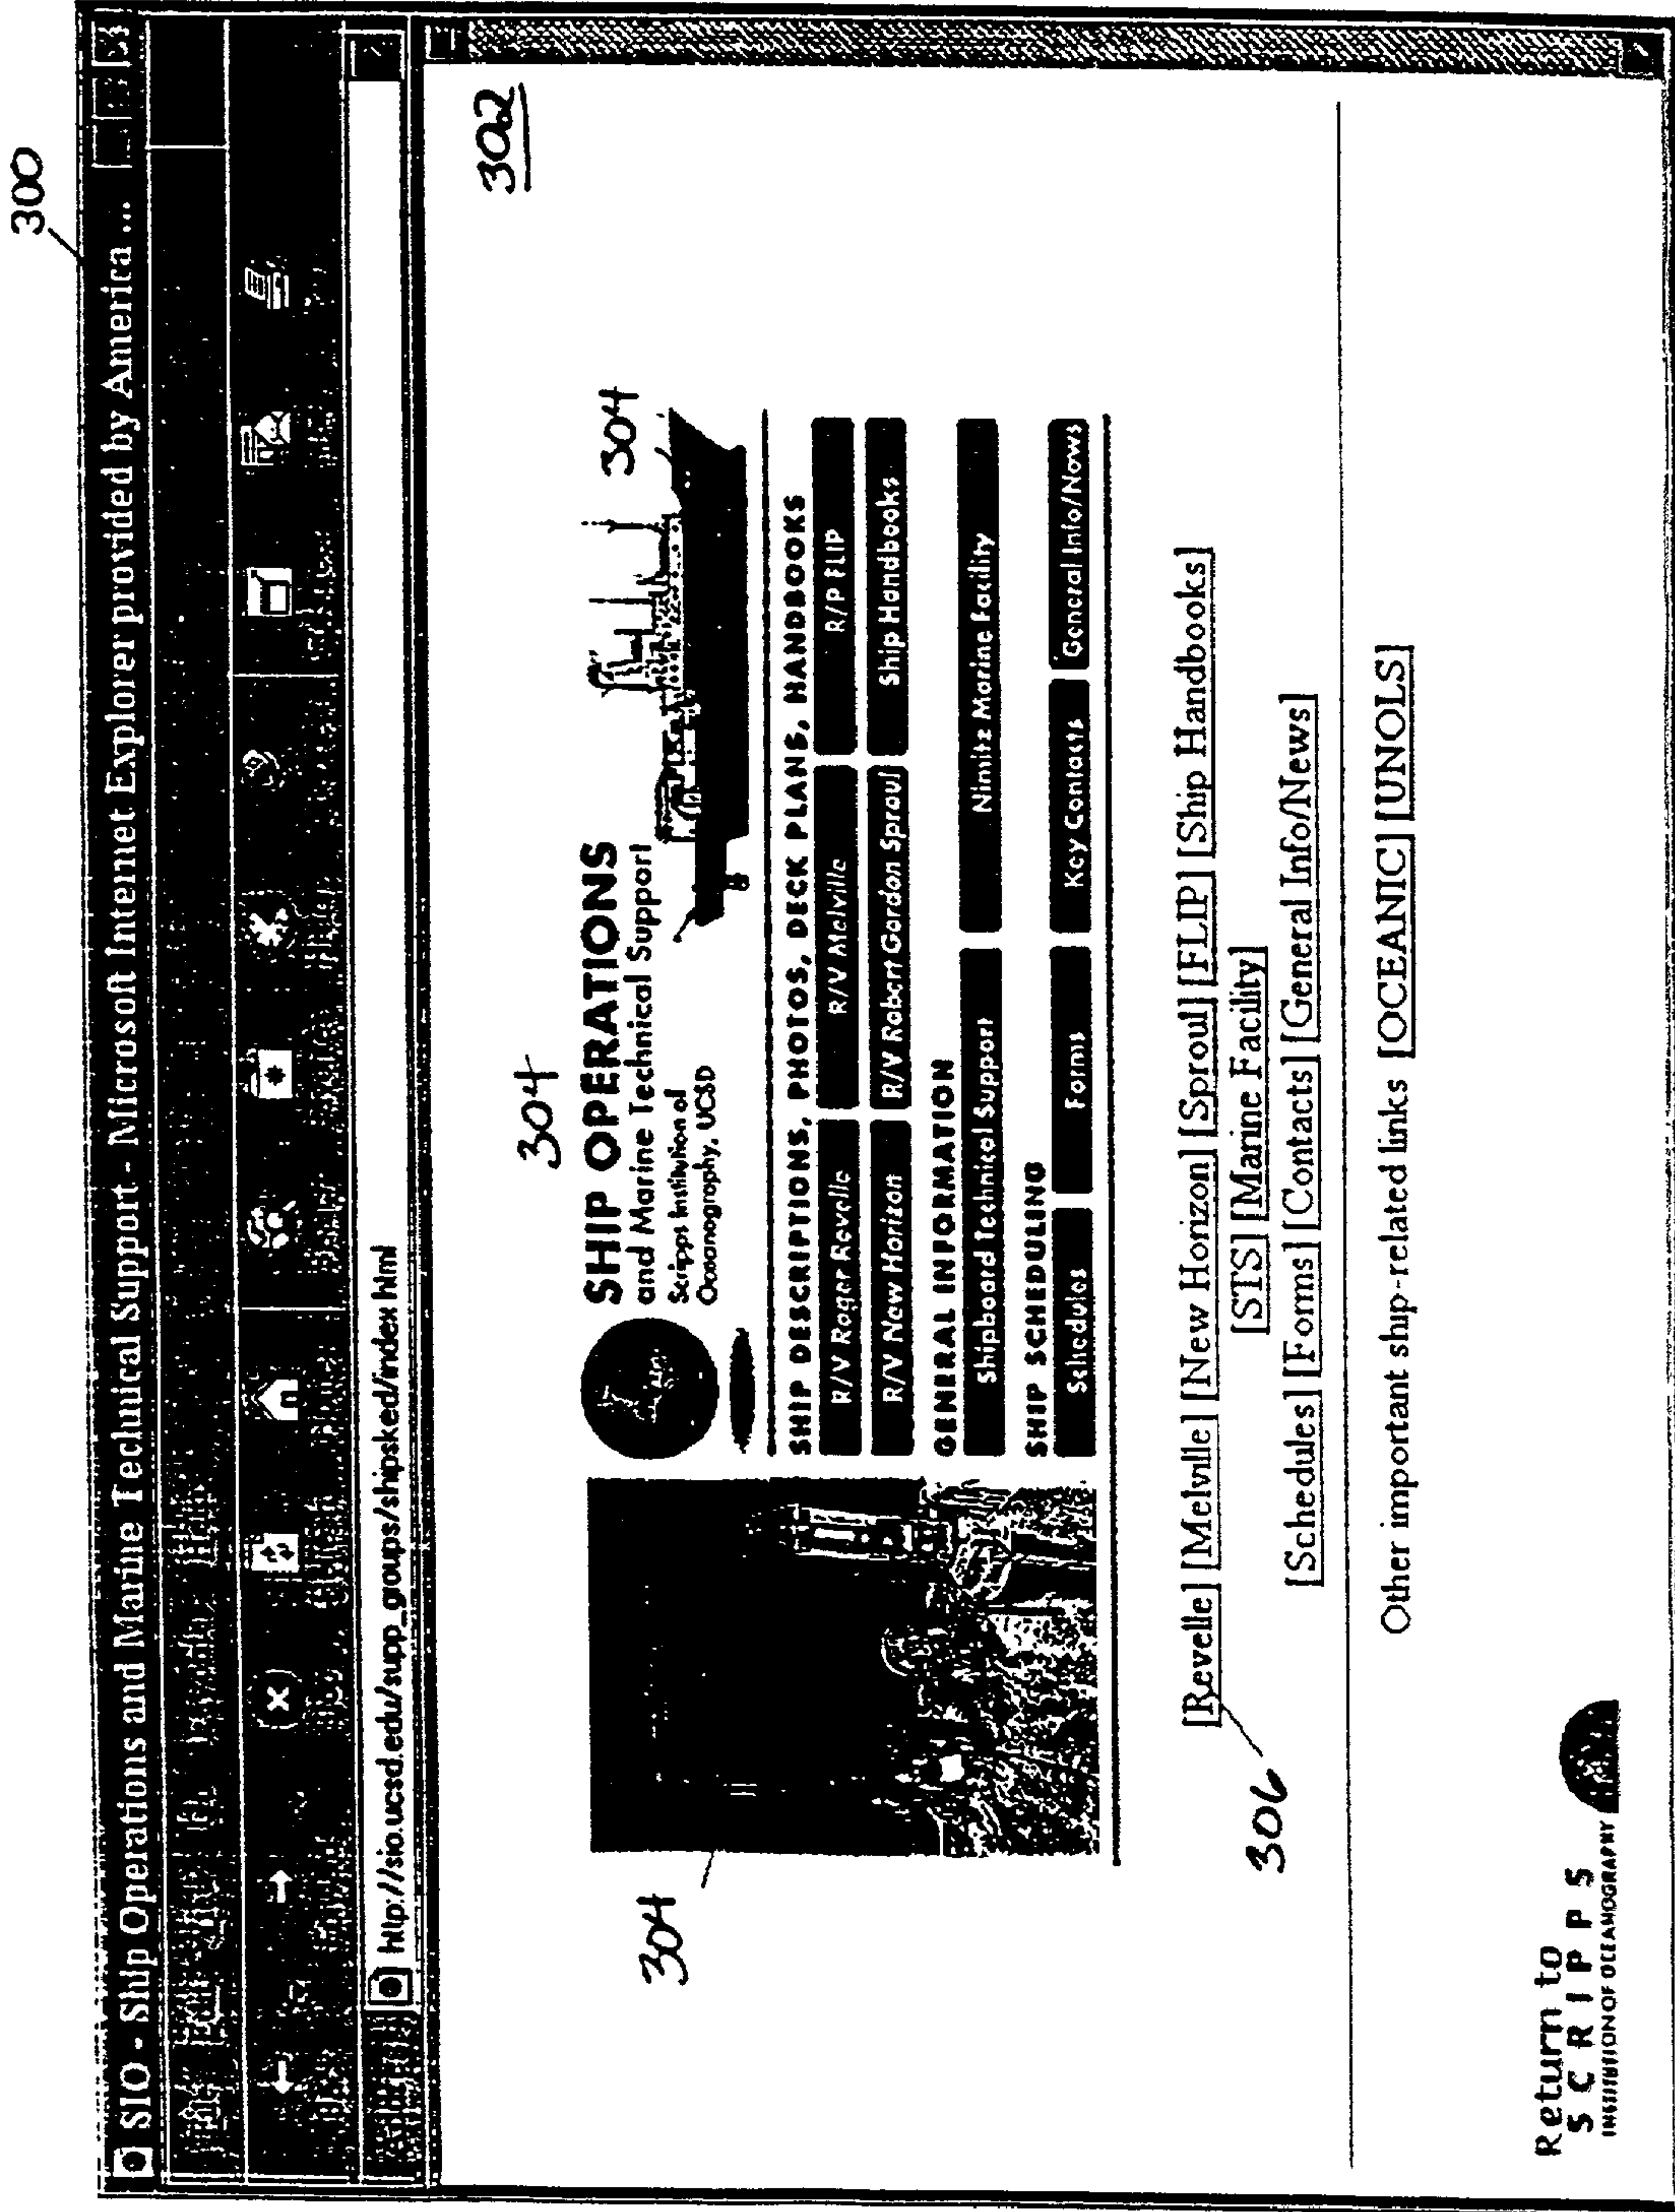 300
SIO - Ship Operations and Marine Technical Support - Microsoft Internet Explorer provided by America ...
http://sio.ucsd.edu/supp_groups/shipsked/index.html
302
304
304
SHIP OPERATIONS
and Marine Technical Support
Scripps Institution of
Oceanography, UCSD
304
SHIP DESCRIPTIONS, PHOTOS, DECK PLANS, HANDBOOKS
R/V Roger Revelle R/V Melville R/P FLIP
R/V New Horizon R/V Robert Gordon Sproul Ship Handbooks
GENERAL INFORMATION
Shipboard Technical Support Nimitz Marine Facility
SHIP SCHEDULING
Schedules Forms Key Contacts General Info/News
[Revelle] [Melville] [New Horizon] [Sproul] [FLIP] [Ship Handbooks]
306
[STS] [Marine Facility]
[Schedules] [Forms] [Contacts] [General Info/News]
Other important ship-related links [OCEANIC] [UNOLS]
Return to
SCRIPPS
INSTITUTION OF OCEANOGRAPHY